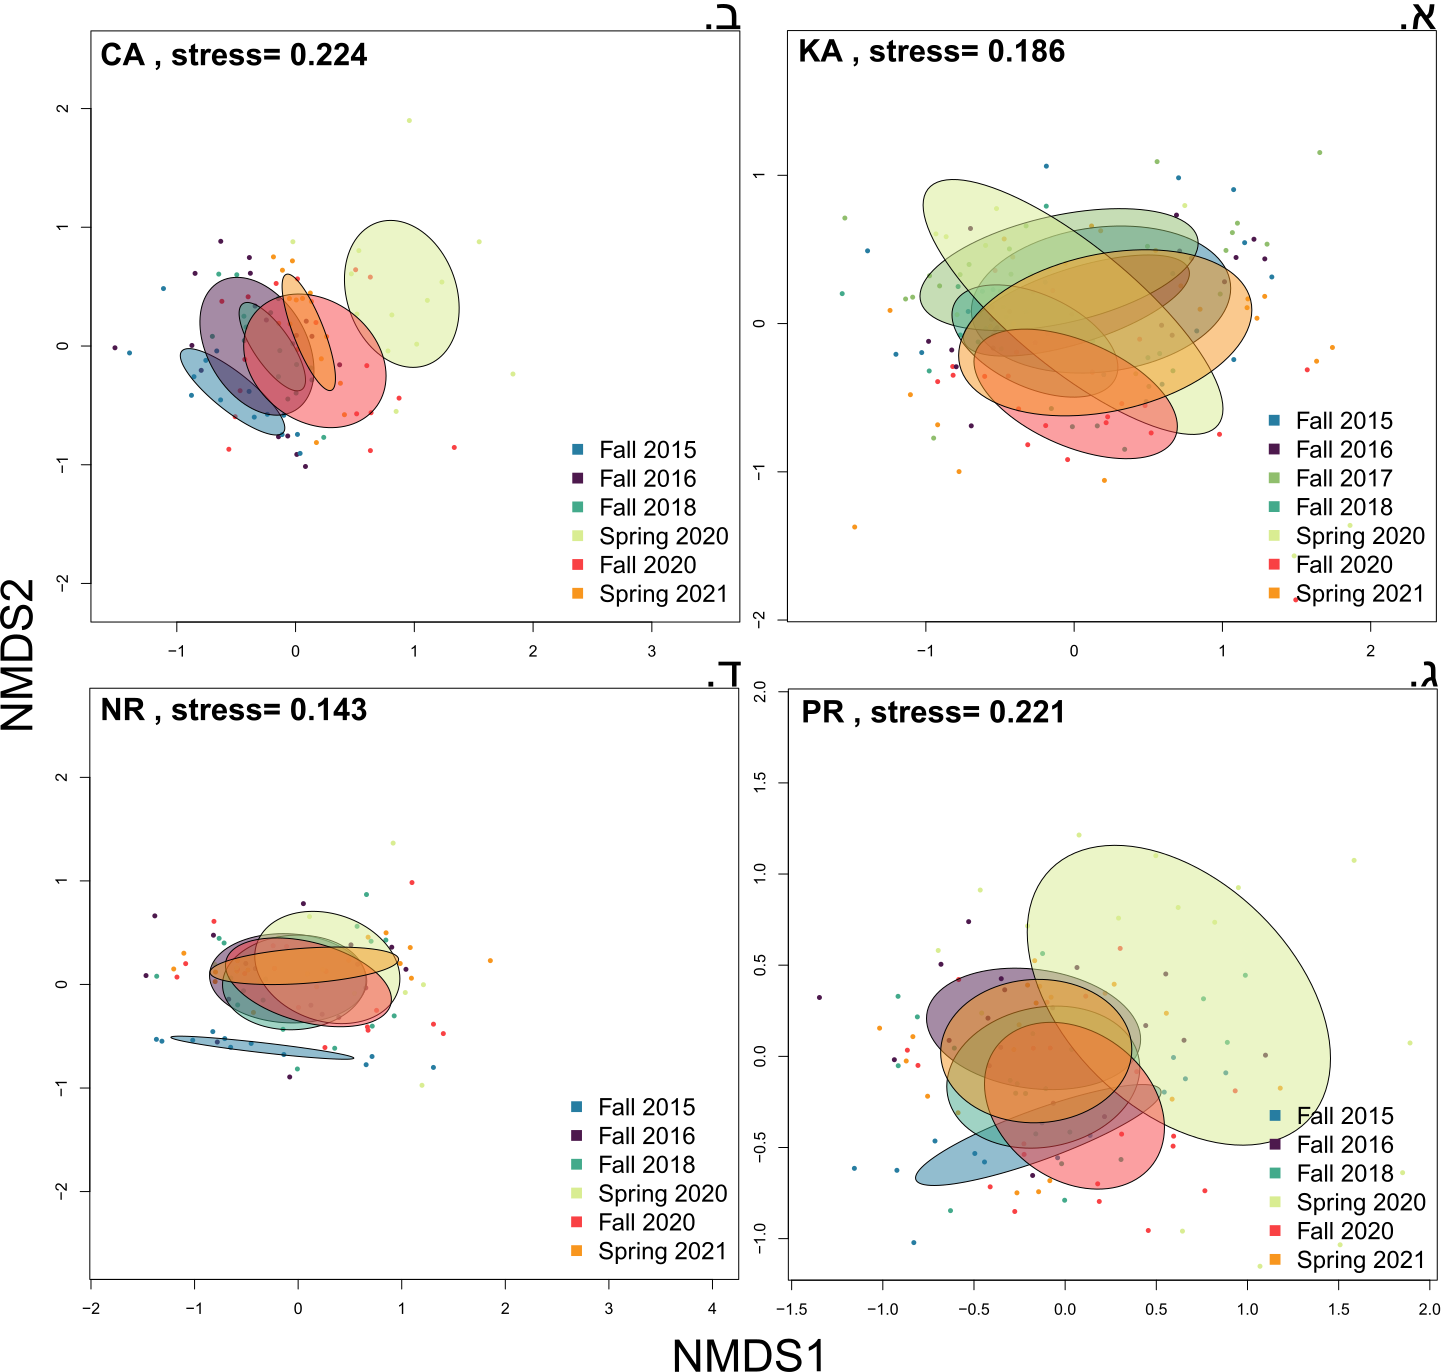 ב.
CA , stress= 0.224
2
1
0
−1
−2
−1
0
1
2
3
Fall 2015
Fall 2016
Fall 2018
Spring 2020
Fall 2020
Spring 2021
א.
KA , stress= 0.186
1
0
−1
−2
−1
0
1
2
Fall 2015
Fall 2016
Fall 2017
Fall 2018
Spring 2020
Fall 2020
Spring 2021
NMDS2
ד.
NR , stress= 0.143
2
1
0
−1
−2
−2
−1
0
1
2
3
4
Fall 2015
Fall 2016
Fall 2018
Spring 2020
Fall 2020
Spring 2021
ג.
PR , stress= 0.221
2.0
1.5
1.0
0.5
0.0
−0.5
−1.0
−1.5
−1.0
−0.5
0.0
0.5
1.0
1.5
2.0
Fall 2015
Fall 2016
Fall 2018
Spring 2020
Fall 2020
Spring 2021
NMDS1